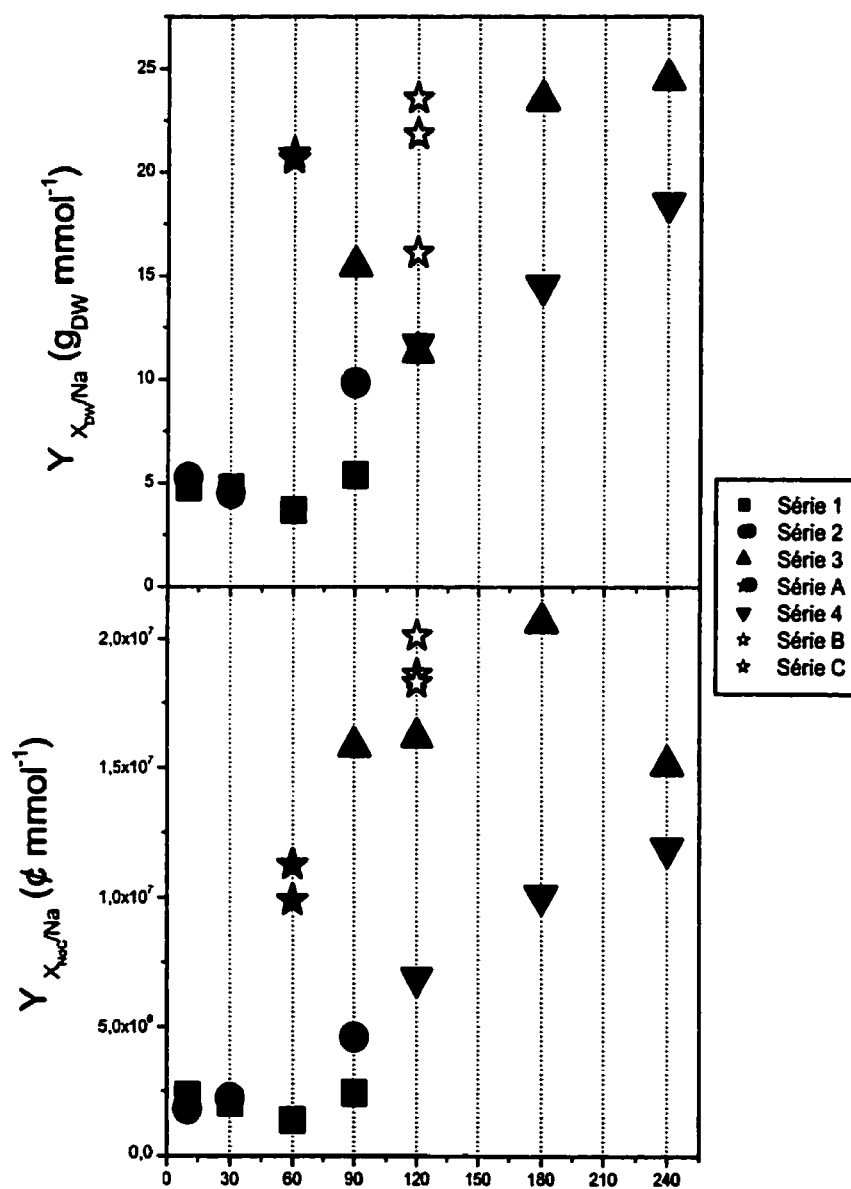 25
20
15
10
5
0
Y X_DW/Na (g_DW mmol⁻¹)
2,0x10⁷
1,5x10⁷
1,0x10⁷
5,0x10⁶
0,0
Y X_NoC/Na (¢ mmol⁻¹)
0 30 60 90 120 150 180 210 240
Série 1
Série 2
Série 3
Série A
Série 4
Série B
Série C